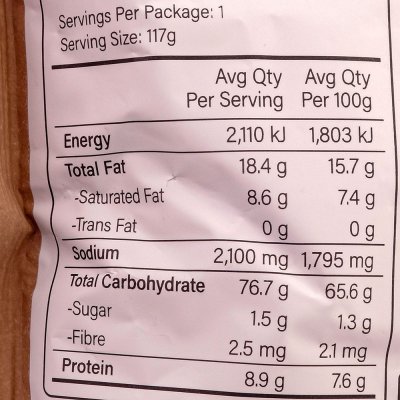 Servings Per Package: 1
Serving Size: 117g
Avg Qty Avg Qty
Per Serving Per 100g
Energy 2,110 kJ 1,803 kJ
Total Fat 18.4 g 15.7 g
-Saturated Fat 8.6 g 7.4 g
-Trans Fat 0 g 0 g
Sodium 2,100 mg 1,795 mg
Total Carbohydrate 76.7 g 65.6 g
-Sugar 1.5 g 1.3 g
-Fibre 2.5 mg 2.1 mg
Protein 8.9 g 7.6 g